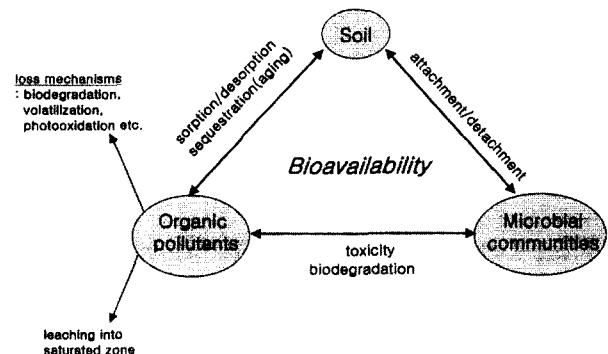 Soil
loss mechanisms
: biodegradation,
volatilization,
photooxidation etc.
sorption/desorption
sequestration(aging)
attachment/detachment
Bioavailability
Organic
pollutants
Microbial
communities
toxicity
biodegradation
leaching into
saturated zone